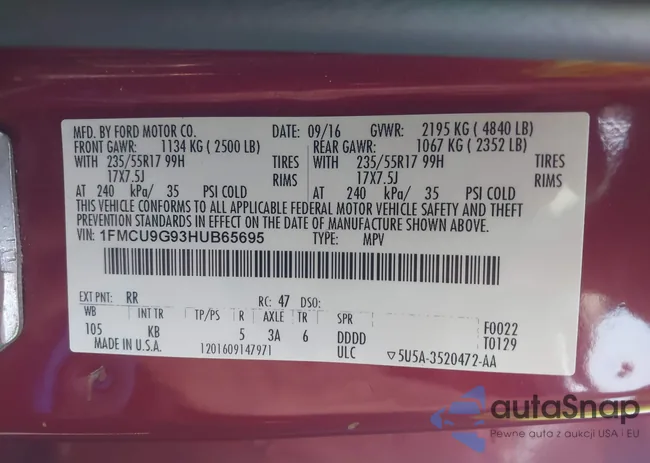 MFD. BY FORD MOTOR CO. DATE: 09/16 GVWR: 2195 KG ( 4840 LB)
FRONT GAWR: 1134 KG ( 2500 LB) REAR GAWR: 1067 KG ( 2352 LB)
WITH 235/55R17 99H TIRES WITH 235/55R17 99H TIRES
17X7.5J RIMS 17X7.5J RIMS
AT 240 kPa/ 35 PSI COLD AT 240 kPa/ 35 PSI COLD
THIS VEHICLE CONFORMS TO ALL APPLICABLE FEDERAL MOTOR VEHICLE SAFETY AND THEFT
PREVENTION STANDARDS IN EFFECT ON THE DATE OF MANUFACTURE SHOWN ABOVE.
VIN: 1FMCU9G93HUB65695 TYPE: MPV
EXT PNT: RR RC: 47 DSO:
WB INT TR TP/PS R AXLE TR SPR F0022
105 KB 5 3A 6 DDDD T0129
MADE IN U.S.A. 1201609147971 ULC ▽5U5A-3520472-AA
autoSnap
Pewne auta z aukcji USA i EU